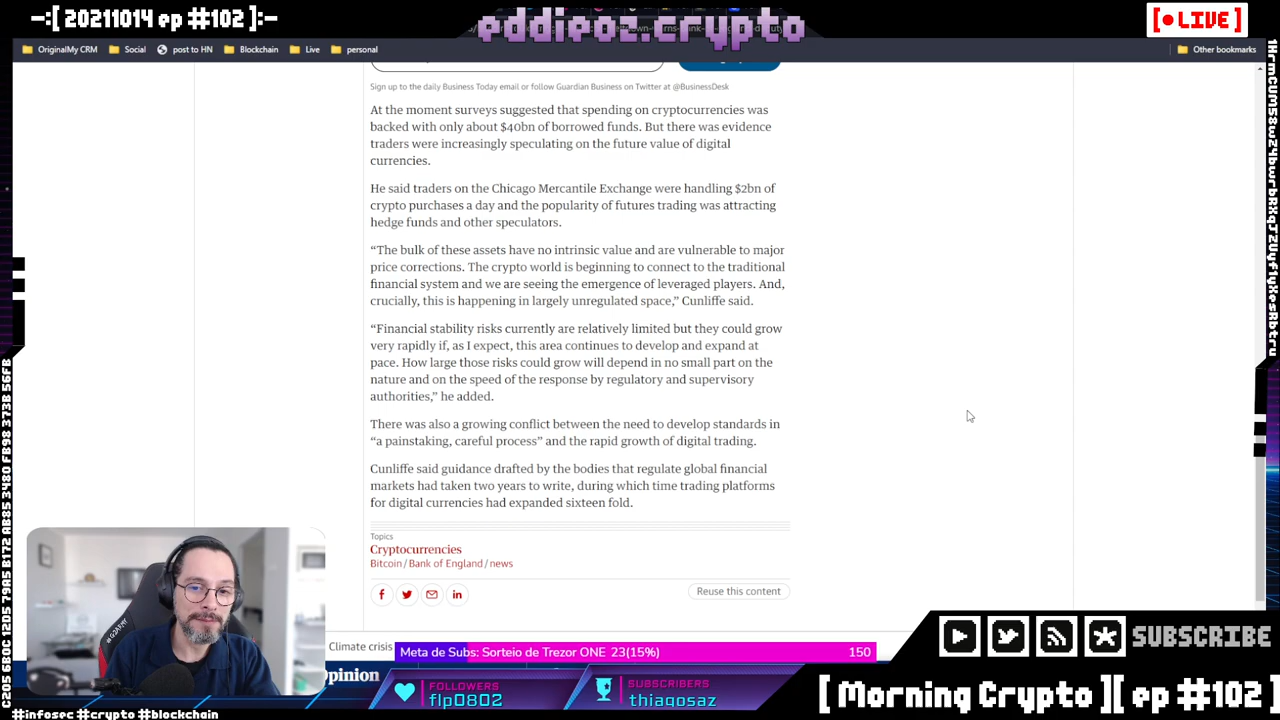 -:[ 20211014 ep #102 ]:-
eddieoz.crypto
[●LIVE]
OriginalMy CRM
Social
post to HN
Blockchain
Live
personal
Other bookmarks
Sign up to the daily Business Today email or follow Guardian Business on Twitter at @BusinessDesk
At the moment surveys suggested that spending on cryptocurrencies was
backed with only about $40bn of borrowed funds. But there was evidence
traders were increasingly speculating on the future value of digital
currencies.
He said traders on the Chicago Mercantile Exchange were handling $2bn of
crypto purchases a day and the popularity of futures trading was attracting
hedge funds and other speculators.
“The bulk of these assets have no intrinsic value and are vulnerable to major
price corrections. The crypto world is beginning to connect to the traditional
financial system and we are seeing the emergence of leveraged players. And,
crucially, this is happening in largely unregulated space,” Cunliffe said.
“Financial stability risks currently are relatively limited but they could grow
very rapidly if, as I expect, this area continues to develop and expand at
pace. How large those risks could grow will depend in no small part on the
nature and on the speed of the response by regulatory and supervisory
authorities,” he added.
There was also a growing conflict between the need to develop standards in
“a painstaking, careful process” and the rapid growth of digital trading.
Cunliffe said guidance drafted by the bodies that regulate global financial
markets had taken two years to write, during which time trading platforms
for digital currencies had expanded sixteen fold.
Topics
Cryptocurrencies
Bitcoin / Bank of England / news
Reuse this content
Climate crisis
Meta de Subs: Sorteio de Trezor ONE 23(15%)
150
SUBSCRIBE
FOLLOWERS
flp0802
SUBSCRIBERS
thiagosaz
[ Morning Crypto ][ ep #102 ]
#infosec #crypto #blockchain